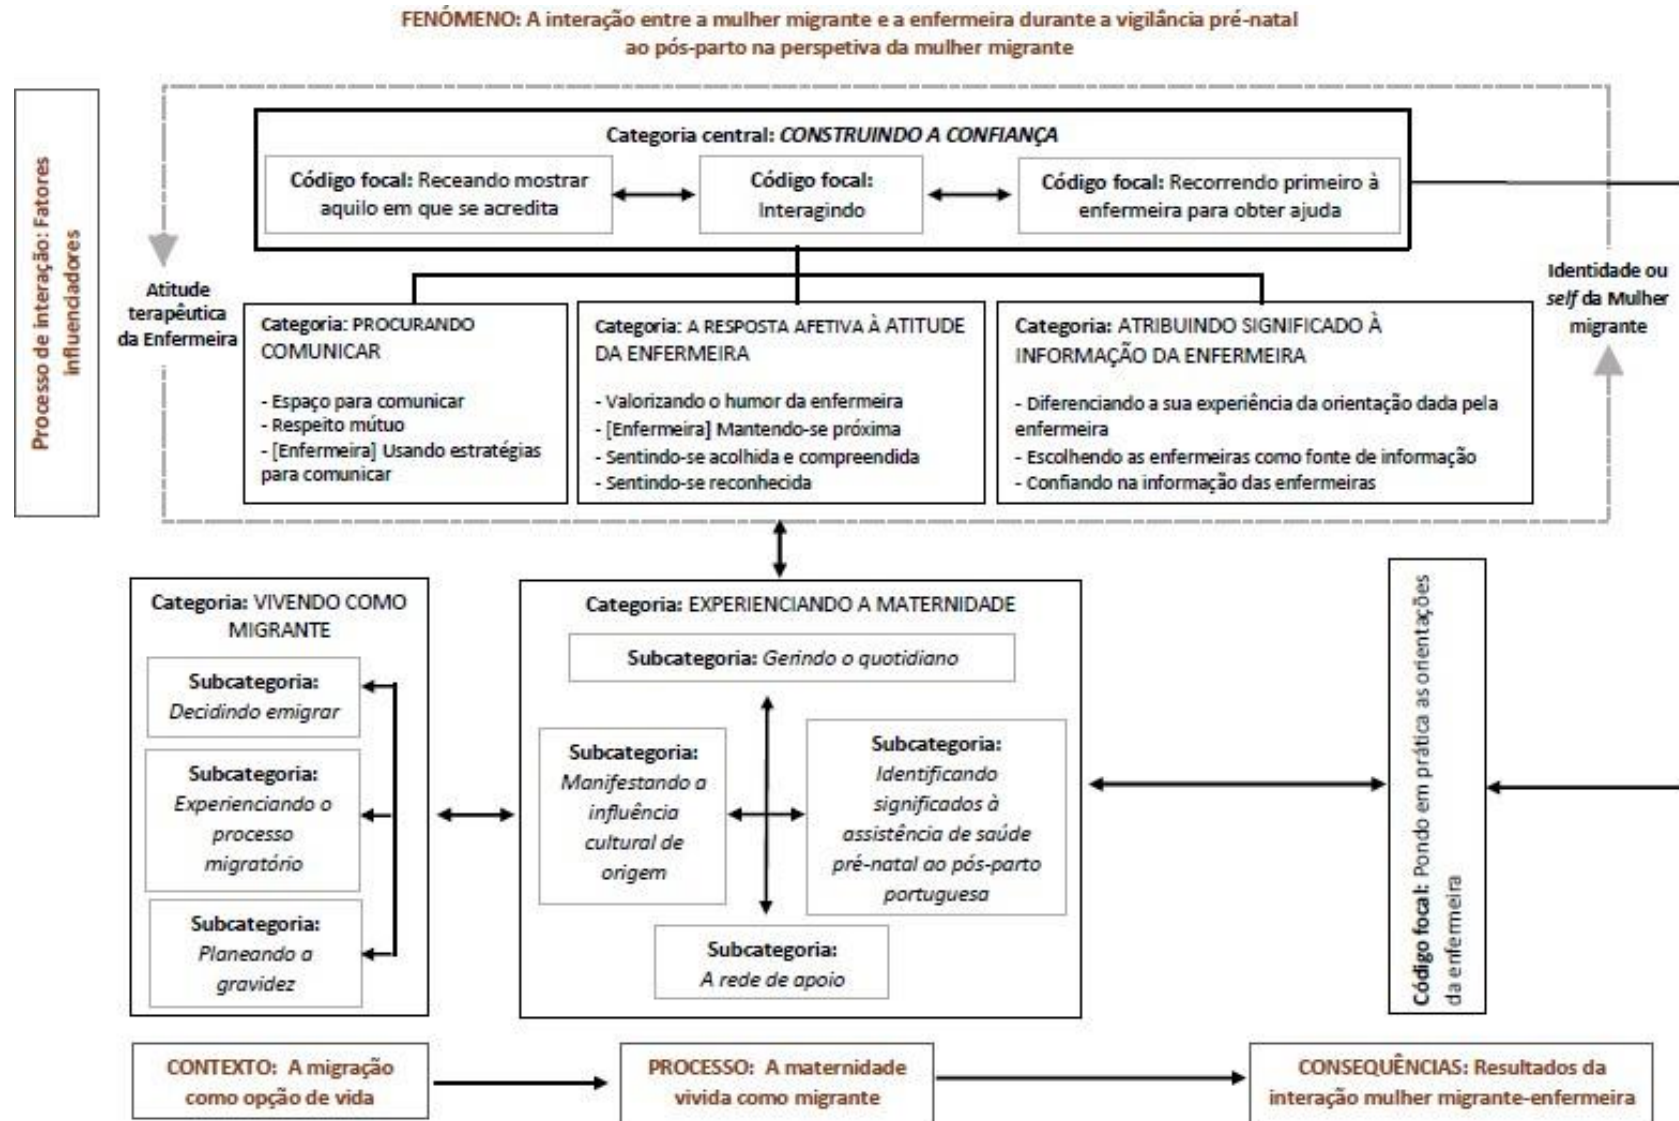 FENÓMENO: A interação entre a mulher migrante e a enfermeira durante a vigilância pré-natal
ao pós-parto na perspetiva da mulher migrante
Processo de interação: Fatores
influenciadores
Categoria central: CONSTRUINDO A CONFIANÇA
Código focal: Receando mostrar
aquilo em que se acredita
Código focal:
Interagindo
Código focal: Recorrendo primeiro à
enfermeira para obter ajuda
Atitude
terapêutica
da Enfermeira
Identidade ou
self da Mulher
migrante
Categoria: PROCURANDO
COMUNICAR
- Espaço para comunicar
- Respeito mútuo
- [Enfermeira] Usando estratégias
para comunicar
Categoria: A RESPOSTA AFETIVA À ATITUDE
DA ENFERMEIRA
- Valorizando o humor da enfermeira
- [Enfermeira] Mantendo-se próxima
- Sentindo-se acolhida e compreendida
- Sentindo-se reconhecida
Categoria: ATRIBUINDO SIGNIFICADO À
INFORMAÇÃO DA ENFERMEIRA
- Diferenciando a sua experiência da orientação dada pela
enfermeira
- Escolhendo as enfermeiras como fonte de informação
- Confiando na informação das enfermeiras
Categoria: VIVENDO COMO
MIGRANTE
Subcategoria:
Decidindo emigrar
Subcategoria:
Experienciando o
processo
migratório
Subcategoria:
Planeando a
gravidez
Categoria: EXPERIENCIANDO A MATERNIDADE
Subcategoria: Gerindo o quotidiano
Subcategoria:
Manifestando a
influência
cultural de
origem
Subcategoria:
Identificando
significados à
assistência de saúde
pré-natal ao pós-parto
portuguesa
Subcategoria:
A rede de apoio
Código focal: Pondo em prática as orientações
da enfermeira
CONTEXTO: A migração
como opção de vida
PROCESSO: A maternidade
vivida como migrante
CONSEQUÊNCIAS: Resultados da
interação mulher migrante-enfermeira